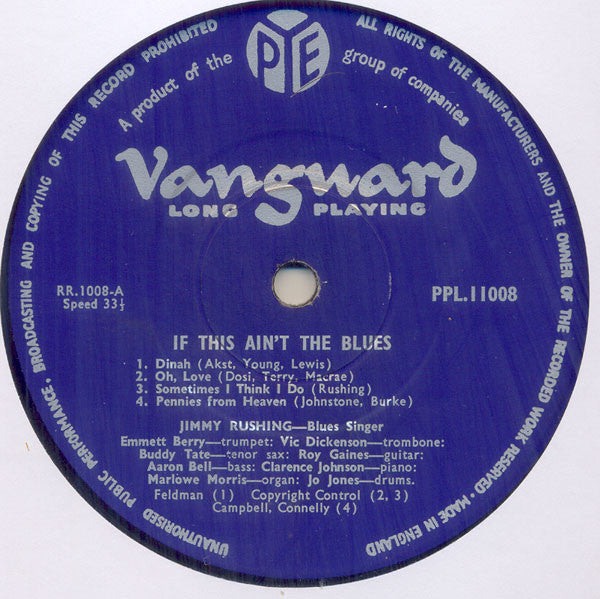 UNAUTHORISED PUBLIC PERFORMANCE, BROADCASTING AND COPYING OF THIS RECORD PROHIBITED
ALL RIGHTS OF THE MANUFACTURERS AND THE OWNER OF THE RECORDED WORK RESERVED · MADE IN ENGLAND
A product of the PYE group of companies
Vanguard
LONG PLAYING
RR.1008-A
Speed 33⅓
PPL.11008
IF THIS AIN'T THE BLUES
1. Dinah (Akst, Young, Lewis)
2. Oh, Love (Dosi, Terry, Macrae)
3. Sometimes I Think I Do (Rushing)
4. Pennies from Heaven (Johnstone, Burke)
JIMMY RUSHING—Blues Singer
Emmett Berry—trumpet: Vic Dickenson—trombone:
Buddy Tate—tenor sax: Roy Gaines—guitar:
Aaron Bell—bass: Clarence Johnson—piano:
Marlowe Morris—organ: Jo Jones—drums.
Feldman (1) Copyright Control (2, 3)
Campbell, Connelly (4)